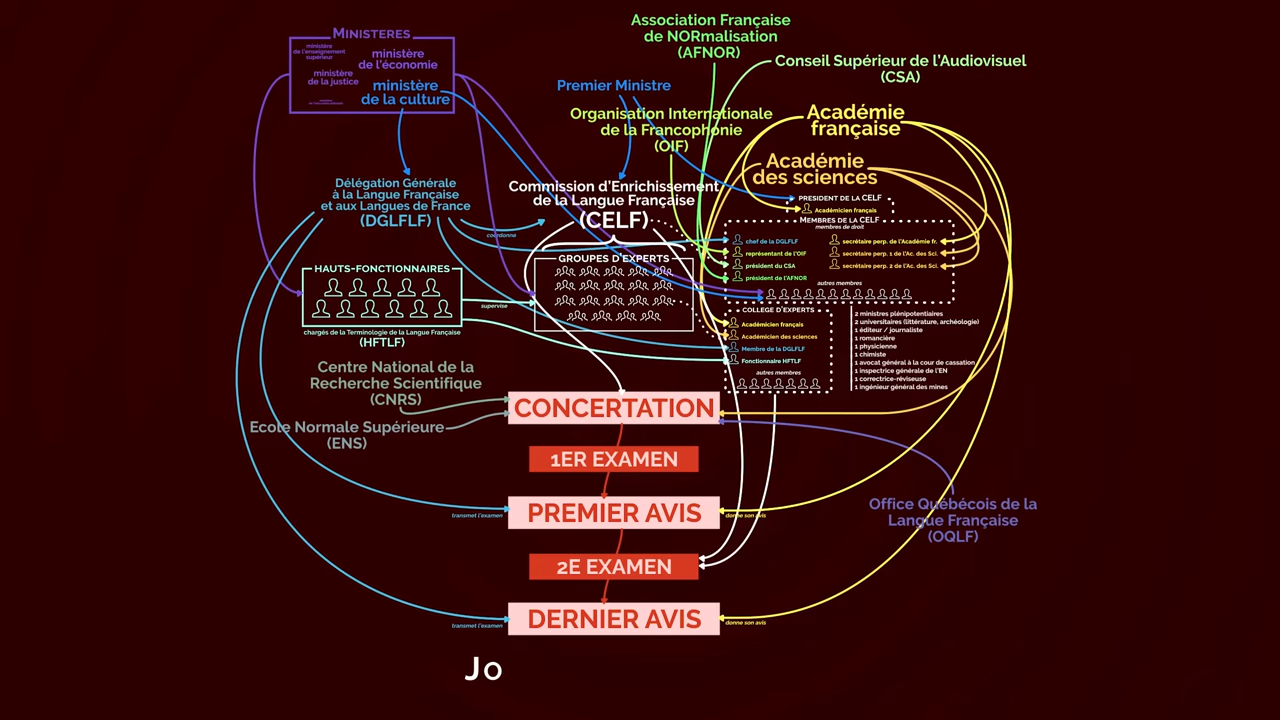 MINISTERES
ministère
de l'enseignement
supérieur
ministère
de l'économie
ministère
de la justice
ministère
de la culture
Association Française
de NORmalisation
(AFNOR)
Conseil Supérieur de l'Audiovisuel
(CSA)
Premier Ministre
Organisation Internationale
de la Francophonie
(OIF)
Académie
française
Académie
des sciences
Délégation Générale
à la Langue Française
et aux Langues de France
(DGLFLF)
coordonne
Commission d'Enrichissement
de la Langue Française
(CELF)
PRESIDENT DE LA CELF
Académicien français
MEMBRES DE LA CELF
membres de droit
chef de la DGLFLF
représentant de l'OIF
président du CSA
président de l'AFNOR
secrétaire perp. de l'Académie fr.
secrétaire perp. 1 de l'Ac. des Sci.
secrétaire perp. 2 de l'Ac. des Sci.
autres membres
HAUTS-FONCTIONNAIRES
chargés de la Terminologie de la Langue Française
(HFTLF)
supervise
GROUPES D'EXPERTS
COLLEGE D'EXPERTS
Académicien français
Académicien des sciences
Membre de la DGLFLF
Fonctionnaire HFTLF
autres membres
2 ministres plénipotentiaires
2 universitaires (littérature, archéologie)
1 éditeur / journaliste
1 romancière
1 physicienne
1 chimiste
1 avocat général à la cour de cassation
1 inspectrice générale de l'EN
1 correctrice-réviseuse
1 ingénieur général des mines
Centre National de la
Recherche Scientifique
(CNRS)
Ecole Normale Supérieure
(ENS)
CONCERTATION
1ER EXAMEN
PREMIER AVIS
transmet l'examen
donne son avis
2E EXAMEN
Office Québécois de la
Langue Française
(OQLF)
DERNIER AVIS
transmet l'examen
donne son avis
JO